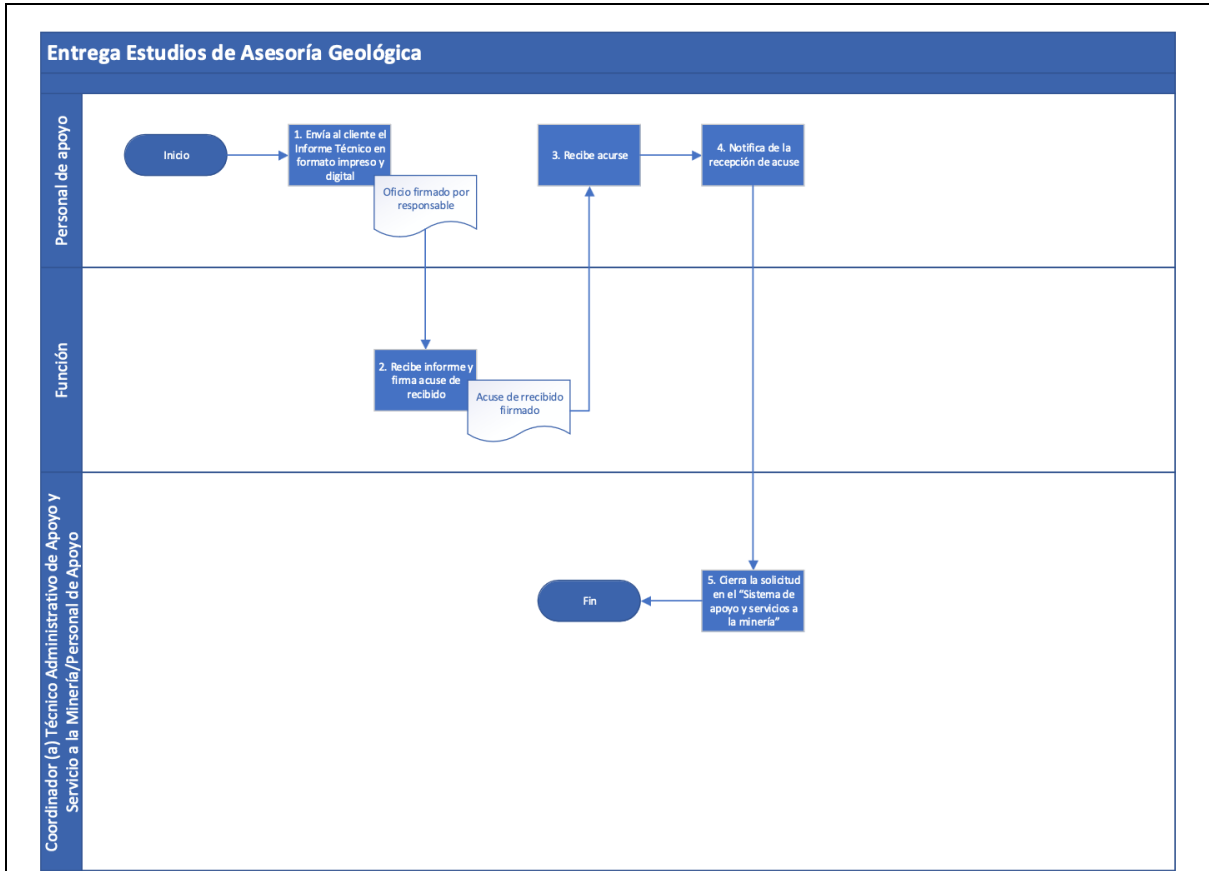 Entrega Estudios de Asesoría Geológica
Personal de apoyo
Inicio
1. Envía al cliente el
Informe Técnico en
formato impreso y
digital
Oficio firmado por
responsable
3. Recibe acurse
4. Notifica de la
recepción de acuse
Función
2. Recibe informe y
firma acuse de
recibido
Acuse de rrecibido
fiirmado
Coordinador (a) Técnico Administrativo de Apoyo y
Servicio a la Minería/Personal de Apoyo
Fin
5. Cierra la solicitud
en el "Sistema de
apoyo y servicios a
la minería"